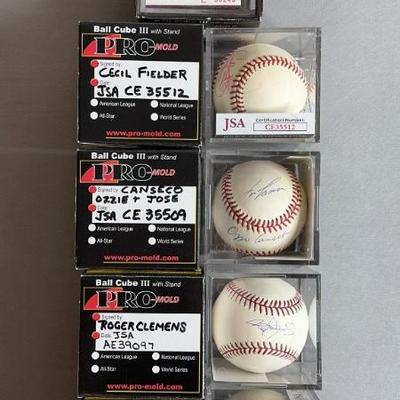 Ball Cube III with Stand
PRO-MOLD
Signed by
CECIL FIELDER
Date
JSA CE 35512
American League
National League
All-Star
World Series
www.pro-mold.com
JSA
Certification Number
CE35512
Ball Cube III with Stand
PRO-MOLD
Signed by
CANSECO
OZZIE + JOSE
JSA CE 35509
American League
National League
All-Star
World Series
www.pro-mold.com
Ozzie Canseco
Ball Cube III with Stand
PRO-MOLD
Signed by
ROGER CLEMENS
Date
JSA
AE39097
American League
National League
All-Star
World Series
www.pro-mold.com